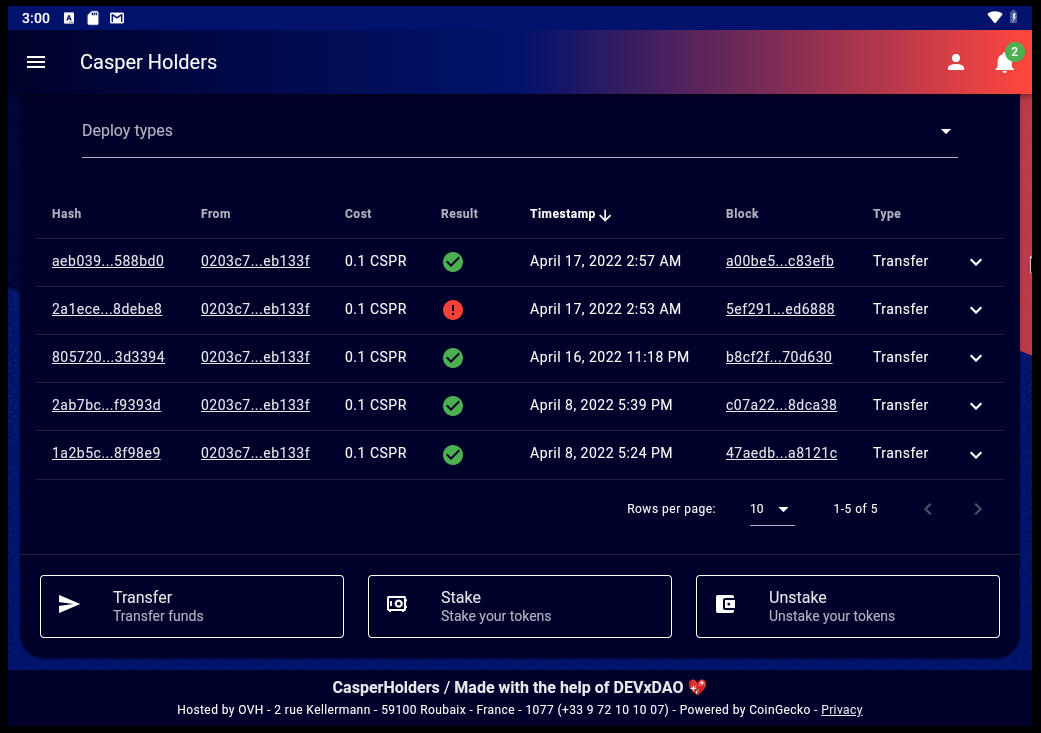 3:00
Casper Holders
2
Deploy types
Hash From Cost Result Timestamp Block Type
aeb039...588bd0 0203c7...eb133f 0.1 CSPR April 17, 2022 2:57 AM a00be5...c83efb Transfer
2a1ece...8debe8 0203c7...eb133f 0.1 CSPR April 17, 2022 2:53 AM 5ef291...ed6888 Transfer
805720...3d3394 0203c7...eb133f 0.1 CSPR April 16, 2022 11:18 PM b8cf2f...70d630 Transfer
2ab7bc...f9393d 0203c7...eb133f 0.1 CSPR April 8, 2022 5:39 PM c07a22...8dca38 Transfer
1a2b5c...8f98e9 0203c7...eb133f 0.1 CSPR April 8, 2022 5:24 PM 47aedb...a8121c Transfer
Rows per page: 10 1-5 of 5
Transfer
Transfer funds
Stake
Stake your tokens
Unstake
Unstake your tokens
CasperHolders / Made with the help of DEVxDAO 💖
Hosted by OVH - 2 rue Kellermann - 59100 Roubaix - France - 1077 (+33 9 72 10 10 07) - Powered by CoinGecko - Privacy